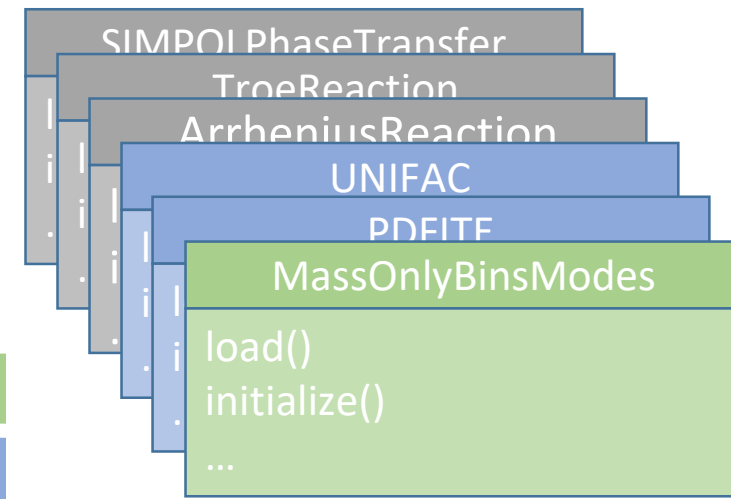 SIMPOLPhaseTransfer
TroeReaction
ArrheniusReaction
UNIFAC
PDFITE
MassOnlyBinsModes
load()
initialize()
...